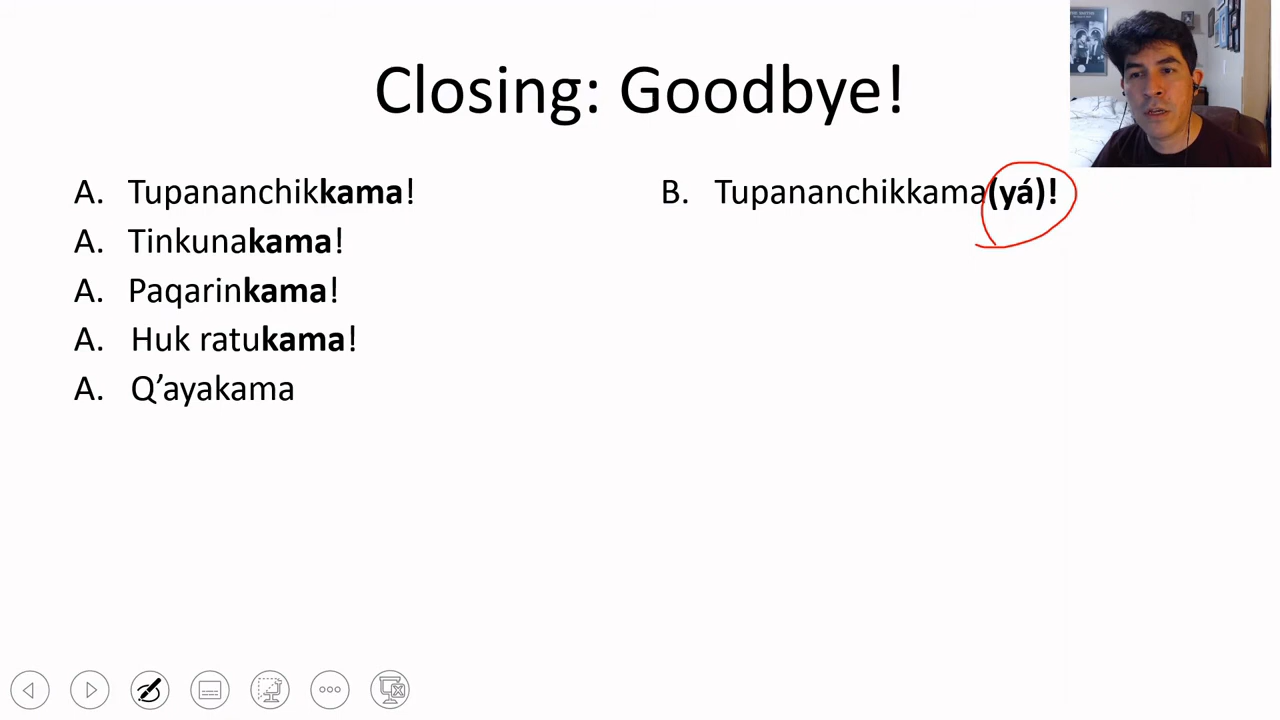 Closing: Goodbye!
A. Tupananchikkama!
A. Tinkunakama!
A. Paqarinkama!
A. Huk ratukama!
A. Q’ayakama
B. Tupananchikkama(yá)!